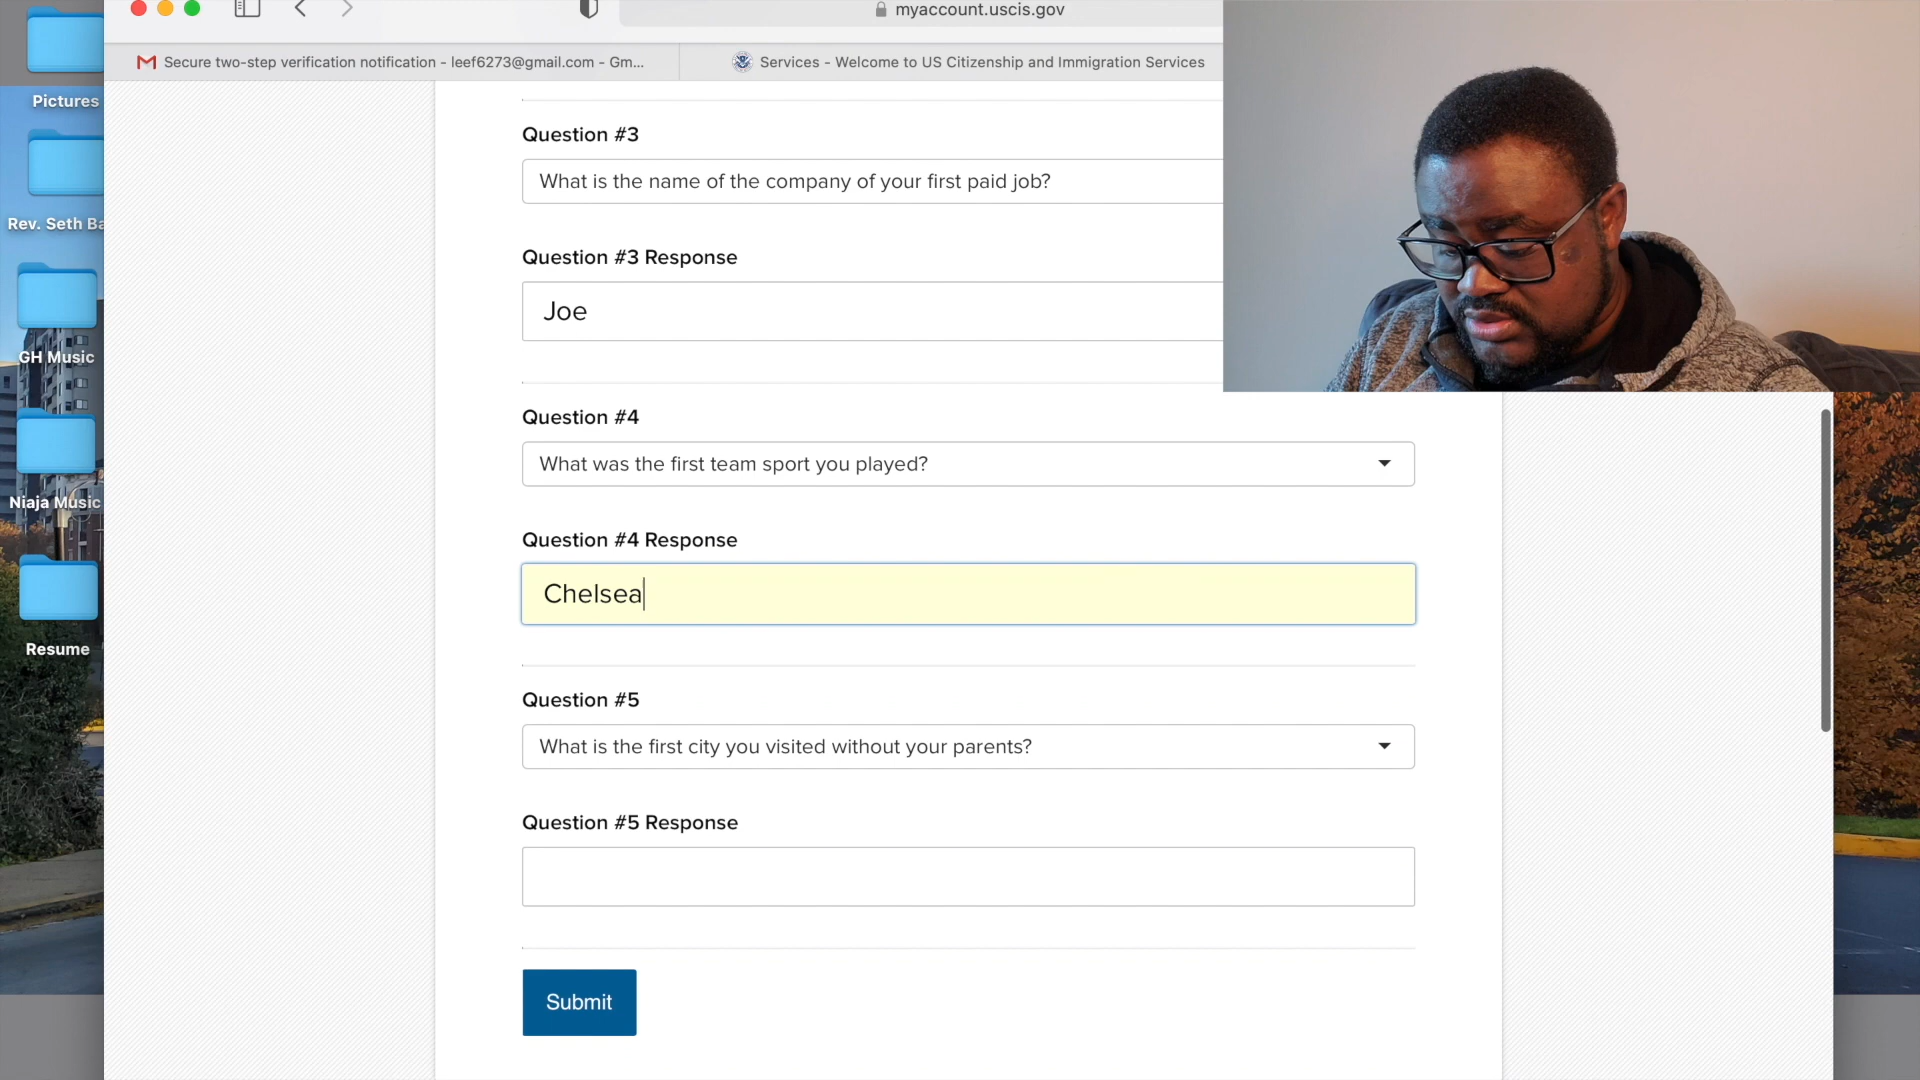 myaccount.uscis.gov
Secure two-step verification notification - leef6273@gmail.com - Gm...
Services - Welcome to US Citizenship and Immigration Services
Pictures
Rev. Seth Ba
GH Music
Niaja Music
Resume
Question #3
What is the name of the company of your first paid job?
Question #3 Response
Joe
Question #4
What was the first team sport you played?
Question #4 Response
Chelsea
Question #5
What is the first city you visited without your parents?
Question #5 Response
Submit